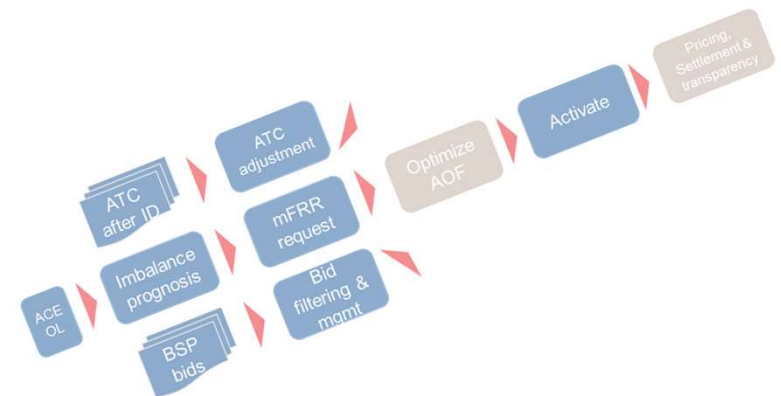 Pricing,
Settlement &
transparency
Activate
Optimize
AOF
ATC
adjustment
ATC
after ID
mFRR
request
Imbalance
prognosis
Bid
filtering &
mgmt
ACE
OL
BSP
bids